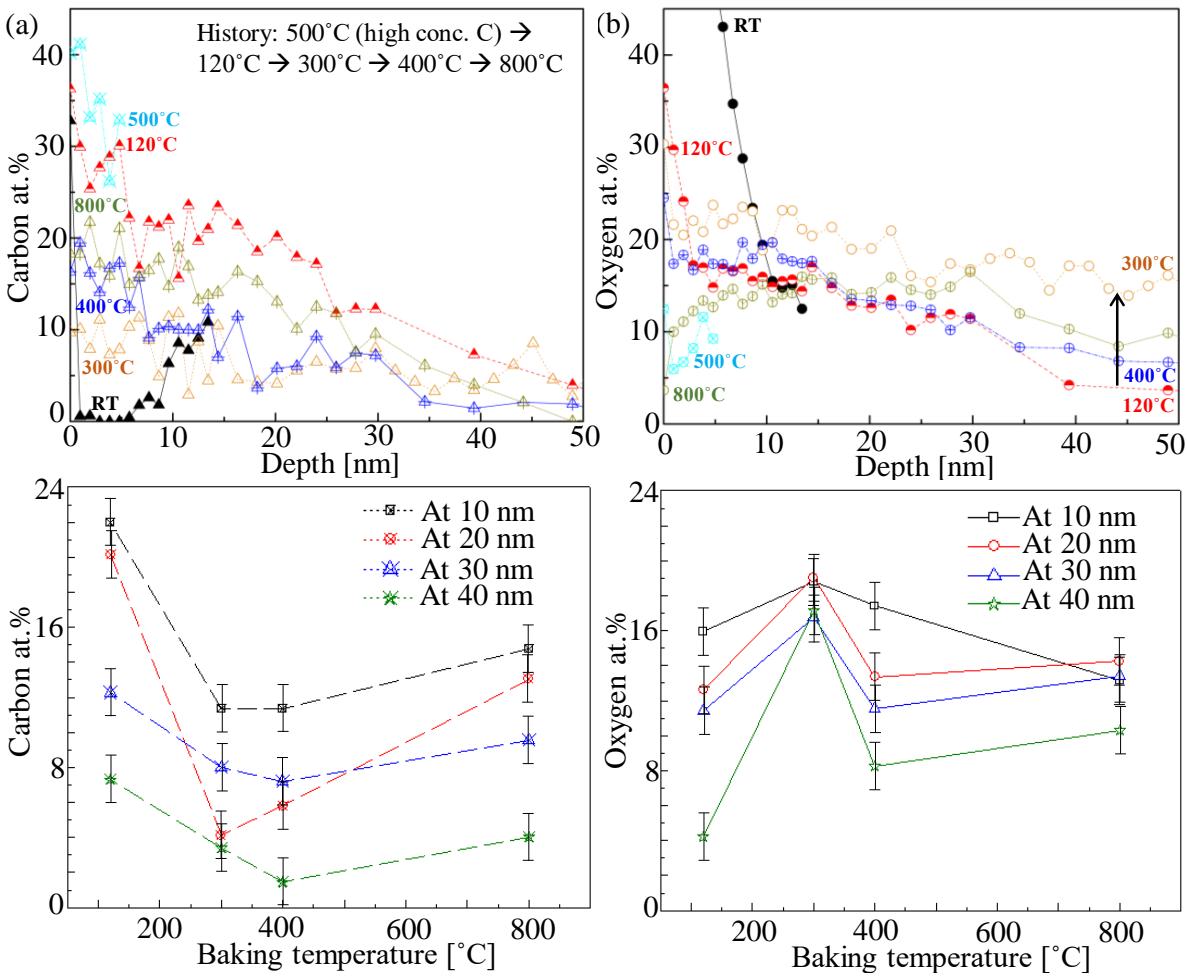 (a)
History: 500˚C (high conc. C) →
120˚C → 300˚C → 400˚C → 800˚C
Carbon at.%
40
30
20
10
0
500˚C
120˚C
800˚C
400˚C
300˚C
RT
0
10
20
30
40
50
Depth [nm]
(b)
Oxygen at.%
40
30
20
10
0
RT
120˚C
300˚C
500˚C
800˚C
400˚C
120˚C
0
10
20
30
40
50
Depth [nm]
Carbon at.%
24
16
8
0
At 10 nm
At 20 nm
At 30 nm
At 40 nm
200
400
600
800
Baking temperature [˚C]
Oxygen at.%
24
16
8
0
At 10 nm
At 20 nm
At 30 nm
At 40 nm
200
400
600
800
Baking temperature [˚C]